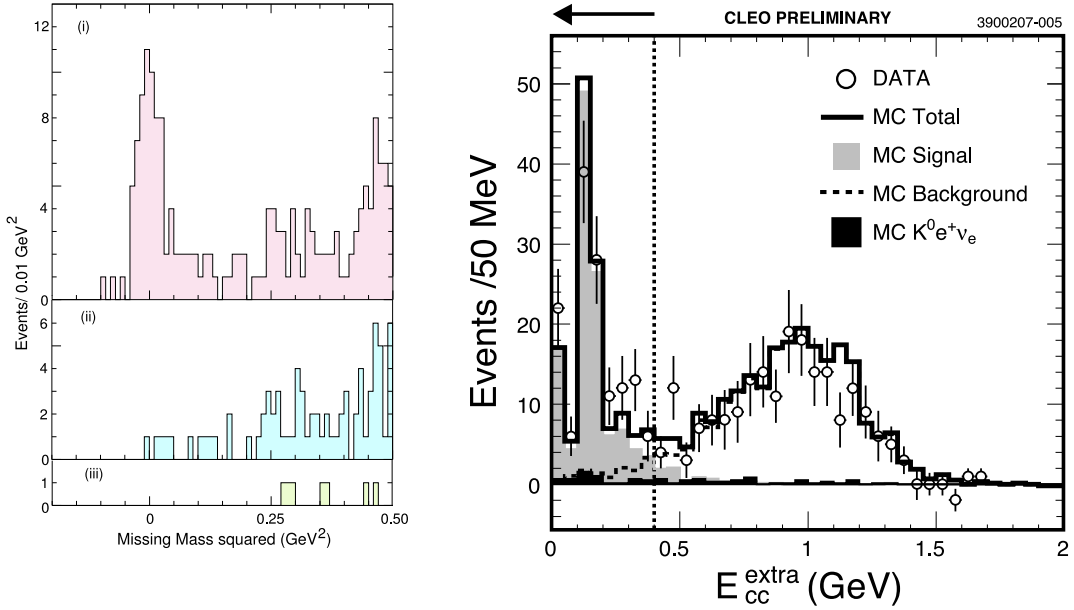 (i)
12
8
4
0
Events/ 0.01 GeV²
(ii)
6
4
2
0
(iii)
1
0
0 0.25 0.50
Missing Mass squared (GeV²)
CLEO PRELIMINARY
3900207-005
50
40
30
20
10
0
Events /50 MeV
DATA
MC Total
MC Signal
MC Background
MC K⁰e⁺νₑ
0 0.5 1 1.5 2
E_cc^extra (GeV)